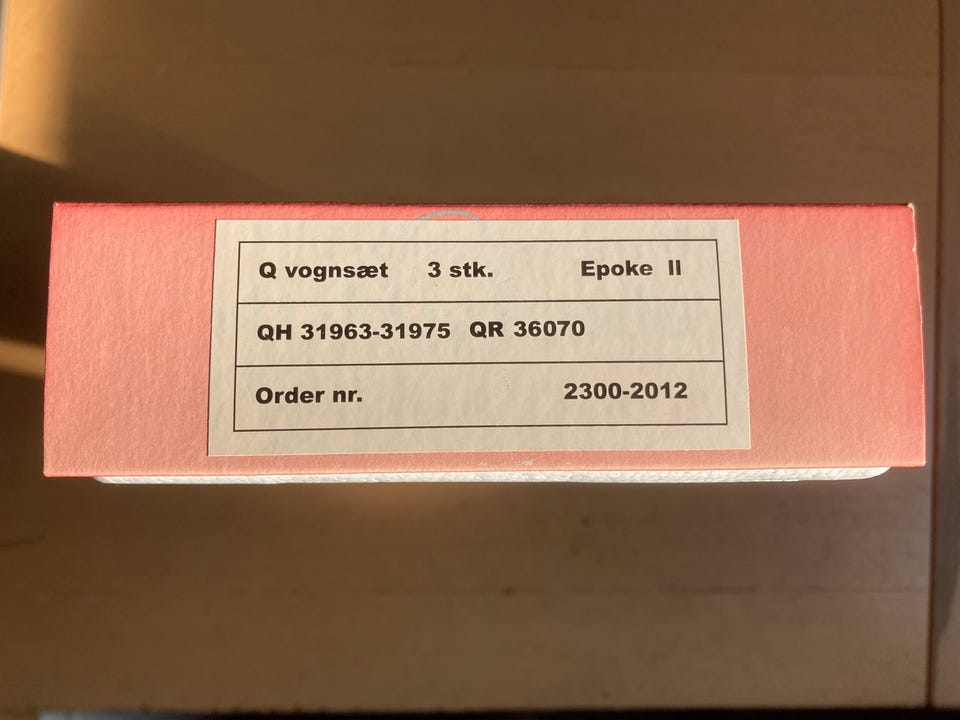 Q vognsæt 3 stk. Epoke II
QH 31963-31975 QR 36070
Order nr. 2300-2012